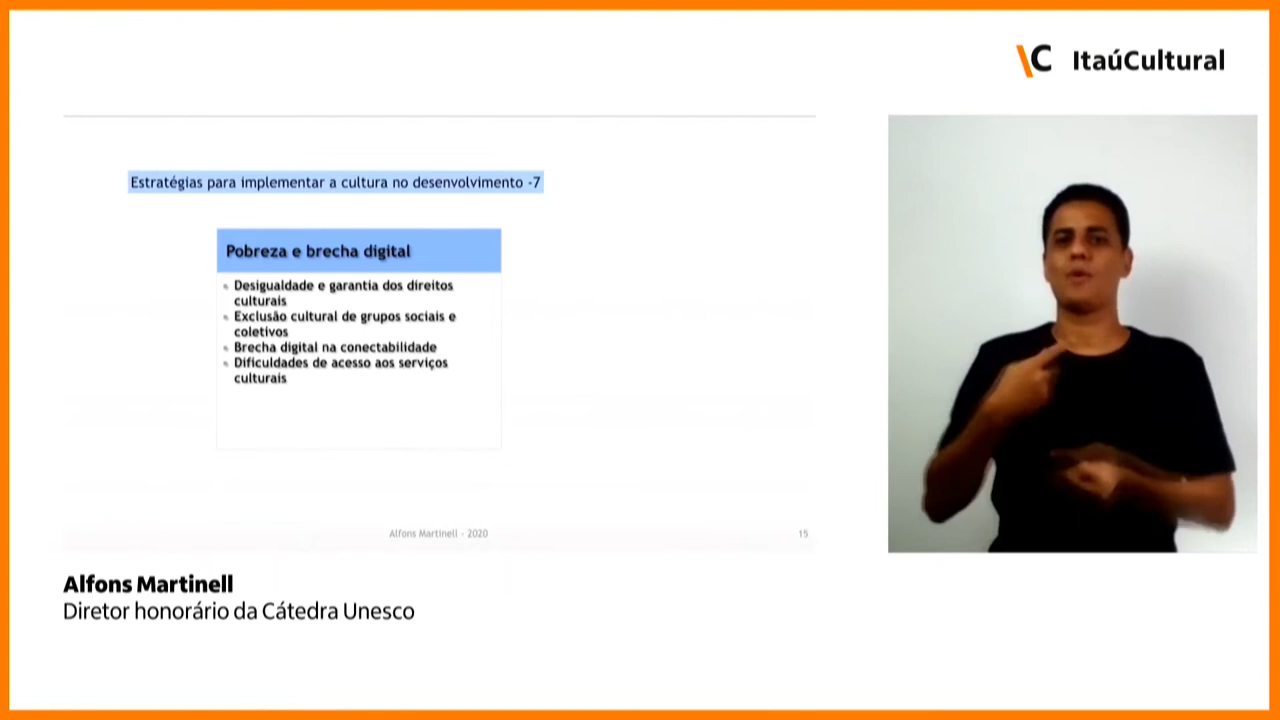 \C ItaúCultural
Estratégias para implementar a cultura no desenvolvimento -7
Pobreza e brecha digital
Desigualdade e garantia dos direitos
culturais
Exclusão cultural de grupos sociais e
coletivos
Brecha digital na conectabilidade
Dificuldades de acesso aos serviços
culturais
Alfons Martinell - 2020
15
Alfons Martinell
Diretor honorário da Cátedra Unesco